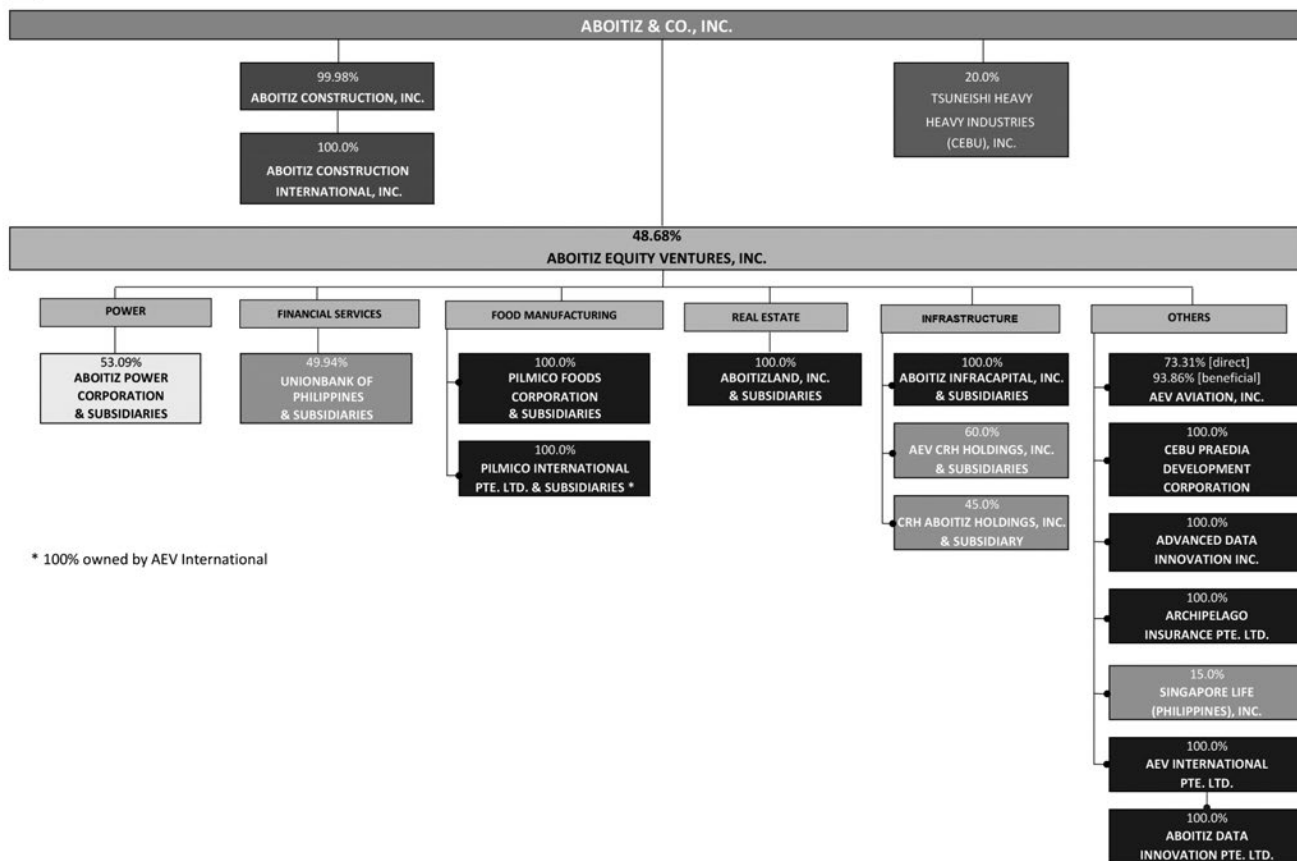 ABOITIZ & CO., INC.
99.98%
ABOITIZ CONSTRUCTION, INC.
100.0%
ABOITIZ CONSTRUCTION
INTERNATIONAL, INC.
20.0%
TSUNEISHI HEAVY
HEAVY INDUSTRIES
(CEBU), INC.
48.68%
ABOITIZ EQUITY VENTURES, INC.
POWER
53.09%
ABOITIZ POWER
CORPORATION
& SUBSIDIARIES
FINANCIAL SERVICES
49.94%
UNIONBANK OF
PHILIPPINES
& SUBSIDIARIES
FOOD MANUFACTURING
100.0%
PILMICO FOODS
CORPORATION
& SUBSIDIARIES
100.0%
PILMICO INTERNATIONAL
PTE. LTD. & SUBSIDIARIES *
REAL ESTATE
100.0%
ABOITIZLAND, INC.
& SUBSIDIARIES
INFRASTRUCTURE
100.0%
ABOITIZ INFRACAPITAL, INC.
& SUBSIDIARIES
60.0%
AEV CRH HOLDINGS, INC.
& SUBSIDIARIES
45.0%
CRH ABOITIZ HOLDINGS, INC.
& SUBSIDIARY
OTHERS
73.31% [direct]
93.86% [beneficial]
AEV AVIATION, INC.
100.0%
CEBU PRAEDIA
DEVELOPMENT
CORPORATION
100.0%
ADVANCED DATA
INNOVATION INC.
100.0%
ARCHIPELAGO
INSURANCE PTE. LTD.
15.0%
SINGAPORE LIFE
(PHILIPPINES), INC.
100.0%
AEV INTERNATIONAL
PTE. LTD.
100.0%
ABOITIZ DATA
INNOVATION PTE. LTD.
* 100% owned by AEV International